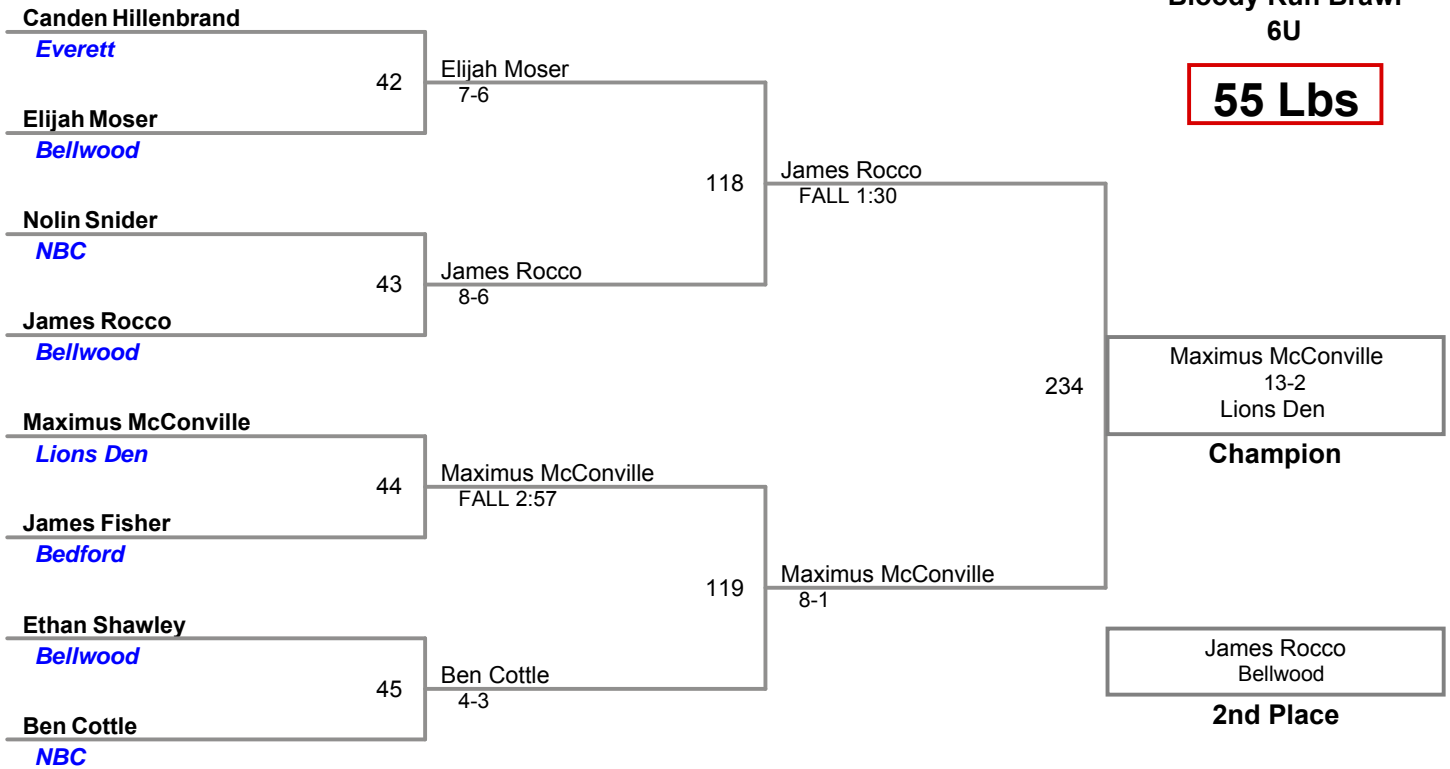 Bloody Run Brawl
6U
55 Lbs
Canden Hillenbrand
Everett
42
Elijah Moser
7-6
Elijah Moser
Bellwood
118
James Rocco
FALL 1:30
Nolin Snider
NBC
43
James Rocco
8-6
James Rocco
Bellwood
234
Maximus McConville
13-2
Lions Den
Champion
Maximus McConville
Lions Den
44
Maximus McConville
FALL 2:57
James Fisher
Bedford
119
Maximus McConville
8-1
Ethan Shawley
Bellwood
45
Ben Cottle
4-3
Ben Cottle
NBC
James Rocco
Bellwood
2nd Place